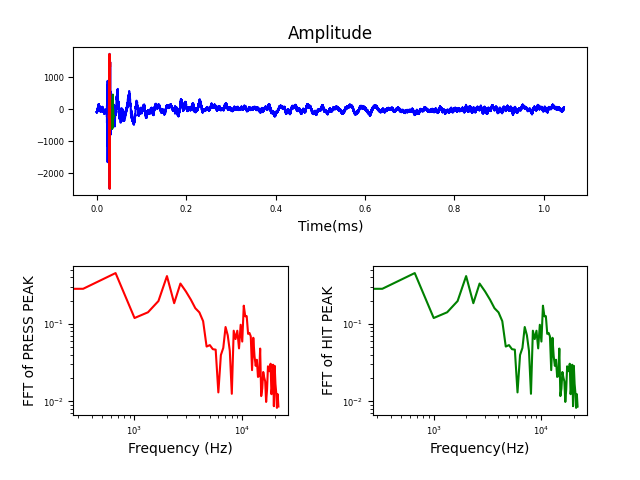 Amplitude
1000
0
−1000
−2000
0.0 0.2 0.4 0.6 0.8 1.0
Time(ms)
FFT of PRESS PEAK
10⁻¹
10⁻²
10³ 10⁴
Frequency (Hz)
FFT of HIT PEAK
10⁻¹
10⁻²
10³ 10⁴
Frequency(Hz)